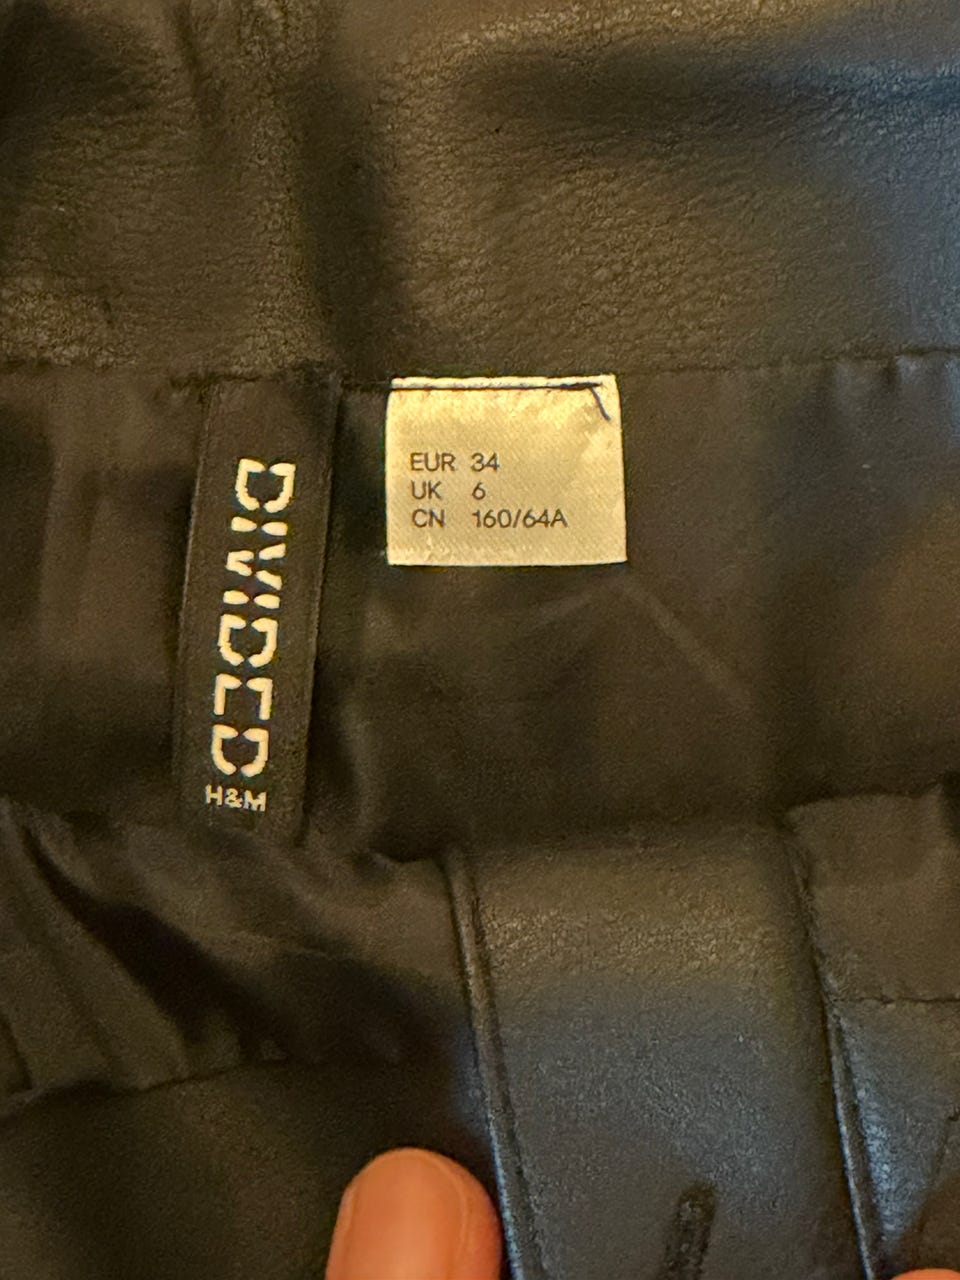 DIVIDED
H&M
EUR 34
UK 6
CN 160/64A